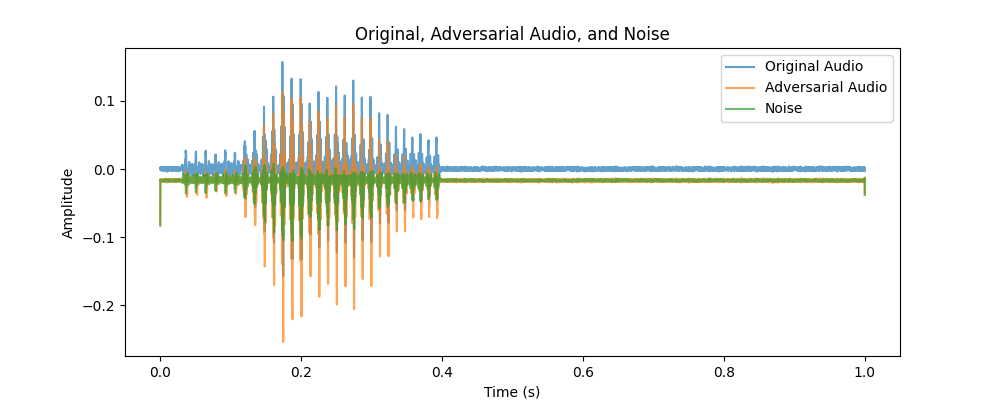 Original, Adversarial Audio, and Noise
Original Audio
Adversarial Audio
Noise
Amplitude
0.1
0.0
−0.1
−0.2
0.0 0.2 0.4 0.6 0.8 1.0
Time (s)